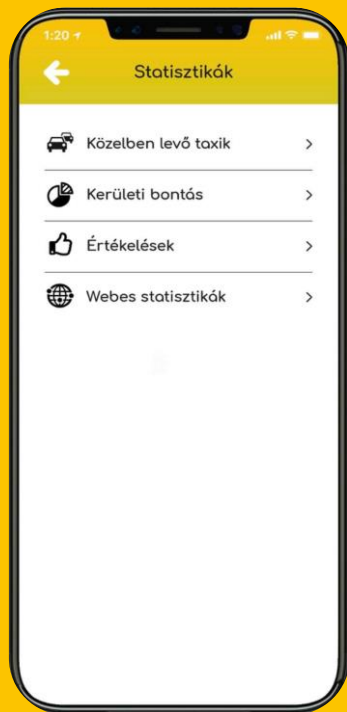 1:20
Statisztikák
Közelben levő taxik
Kerületi bontás
Értékelések
Webes statisztikák